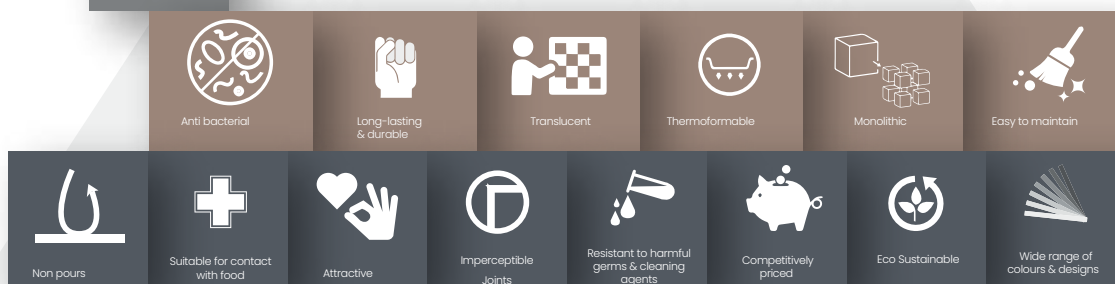 Anti bacterial
Long-lasting
& durable
Translucent
Thermoformable
Monolithic
Easy to maintain
Non pours
Suitable for contact
with food
Attractive
Imperceptible
Joints
Resistant to harmful
germs & cleaning
agents
Competitively
priced
Eco Sustainable
Wide range of
colours & designs